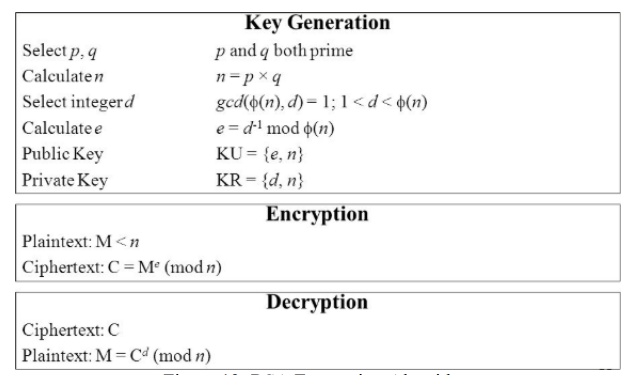 Key Generation
Select p, q p and q both prime
Calculate n n = p × q
Select integer d gcd(ϕ(n), d) = 1; 1 < d < ϕ(n)
Calculate e e = d⁻¹ mod ϕ(n)
Public Key KU = {e, n}
Private Key KR = {d, n}
Encryption
Plaintext: M < n
Ciphertext: C = Mᵉ (mod n)
Decryption
Ciphertext: C
Plaintext: M = Cᵈ (mod n)